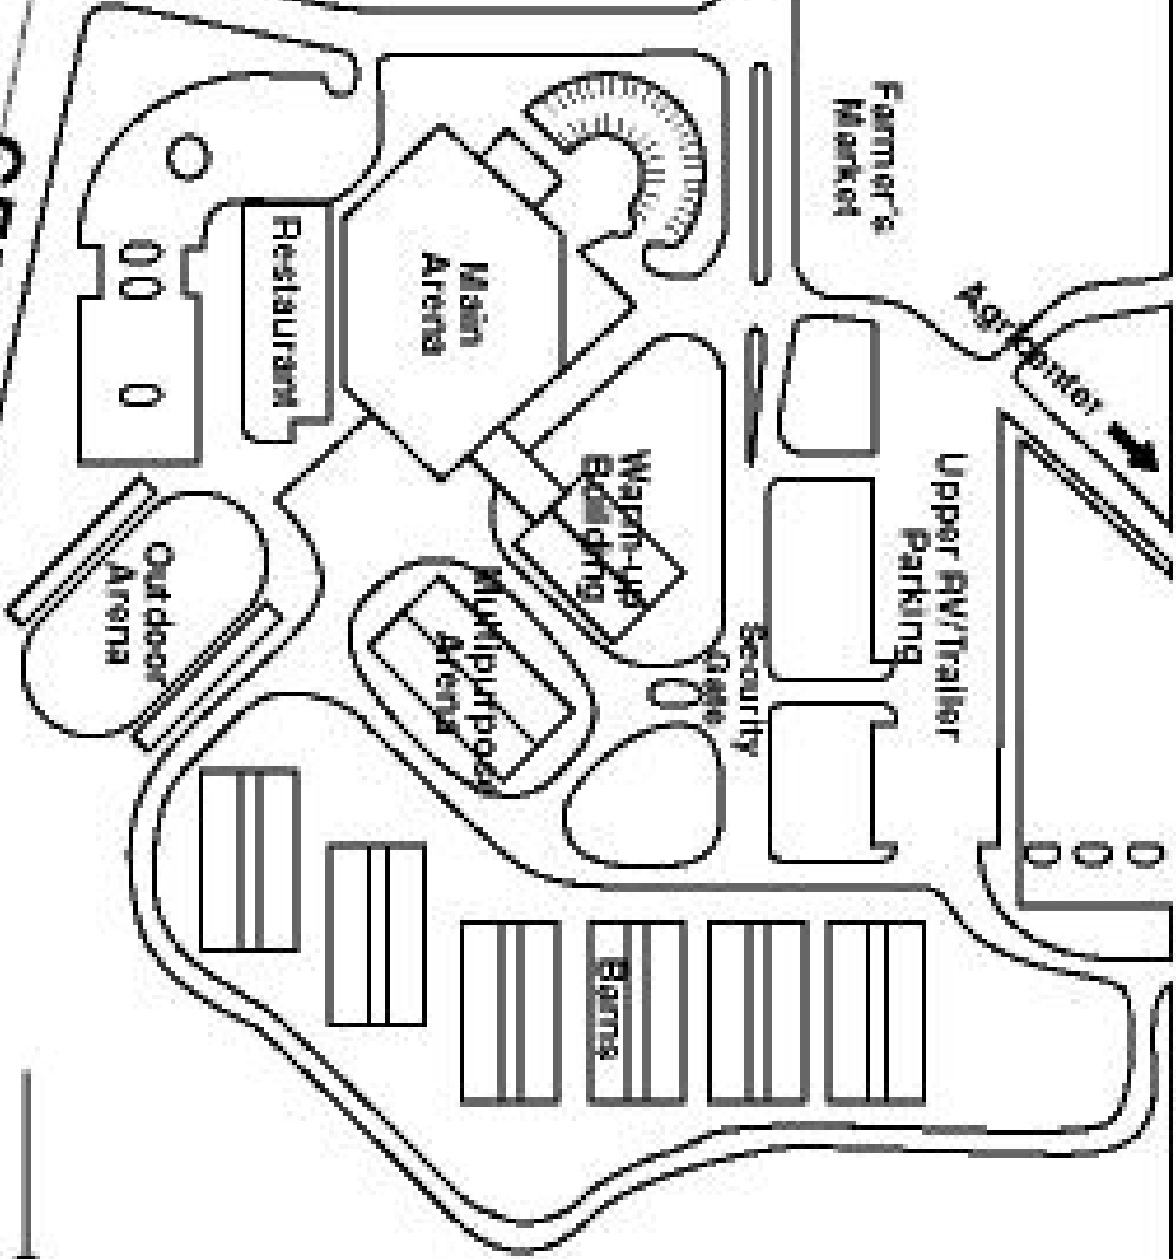 Farmer's
Market
Agricenter
Upper RV/Trailer
Parking
Security
Gate
Warm-up
Building
Main
Arena
Multipurpose
Arena
Barns
Restaurant
Outdoor
Arena